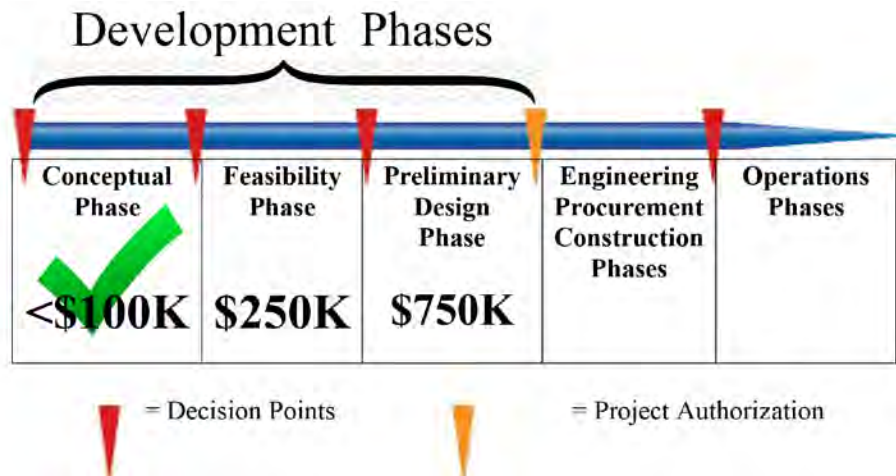 Development Phases
Conceptual
Phase
<$100K
Feasibility
Phase
$250K
Preliminary
Design
Phase
$750K
Engineering
Procurement
Construction
Phases
Operations
Phases
= Decision Points
= Project Authorization